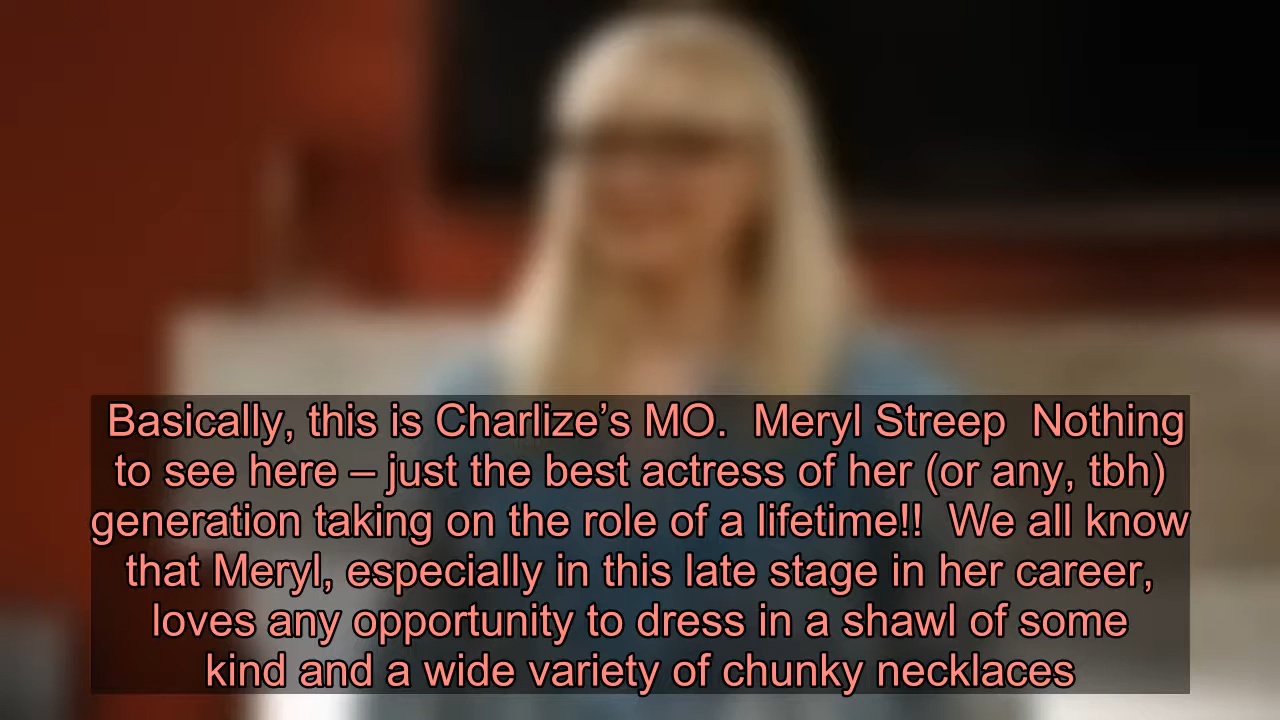 Basically, this is Charlize’s MO.  Meryl Streep  Nothing
to see here – just the best actress of her (or any, tbh)
generation taking on the role of a lifetime!!  We all know
that Meryl, especially in this late stage in her career,
loves any opportunity to dress in a shawl of some
kind and a wide variety of chunky necklaces